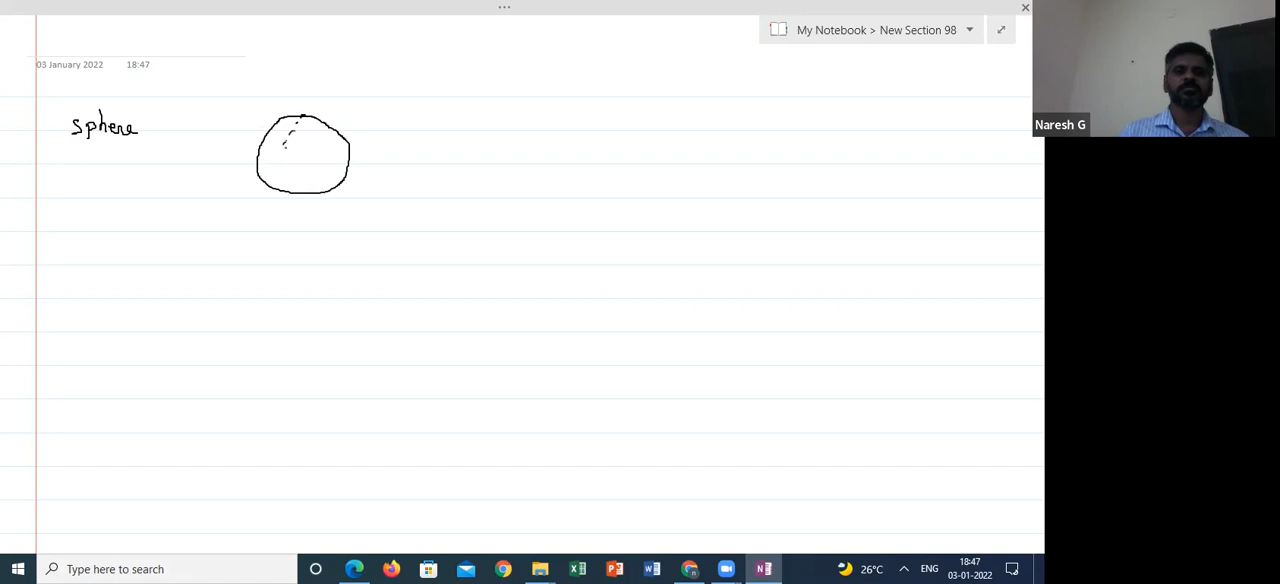 My Notebook > New Section 98
03 January 2022 18:47
sphere
Naresh G
Type here to search
26°C
ENG
18:47
03-01-2022